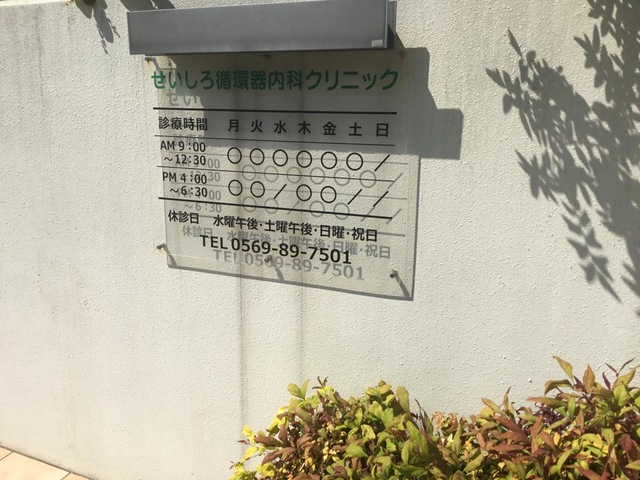 せいしろ循環器内科クリニック
診療時間 月 火 水 木 金 土 日
AM 9:00 ～12:30 ○ ○ ○ ○ ○ ○ ／
PM 4:00 ～6:30 ○ ○ ／ ○ ○ ／ ／
休診日 水曜午後・土曜午後・日曜・祝日
TEL 0569-89-7501